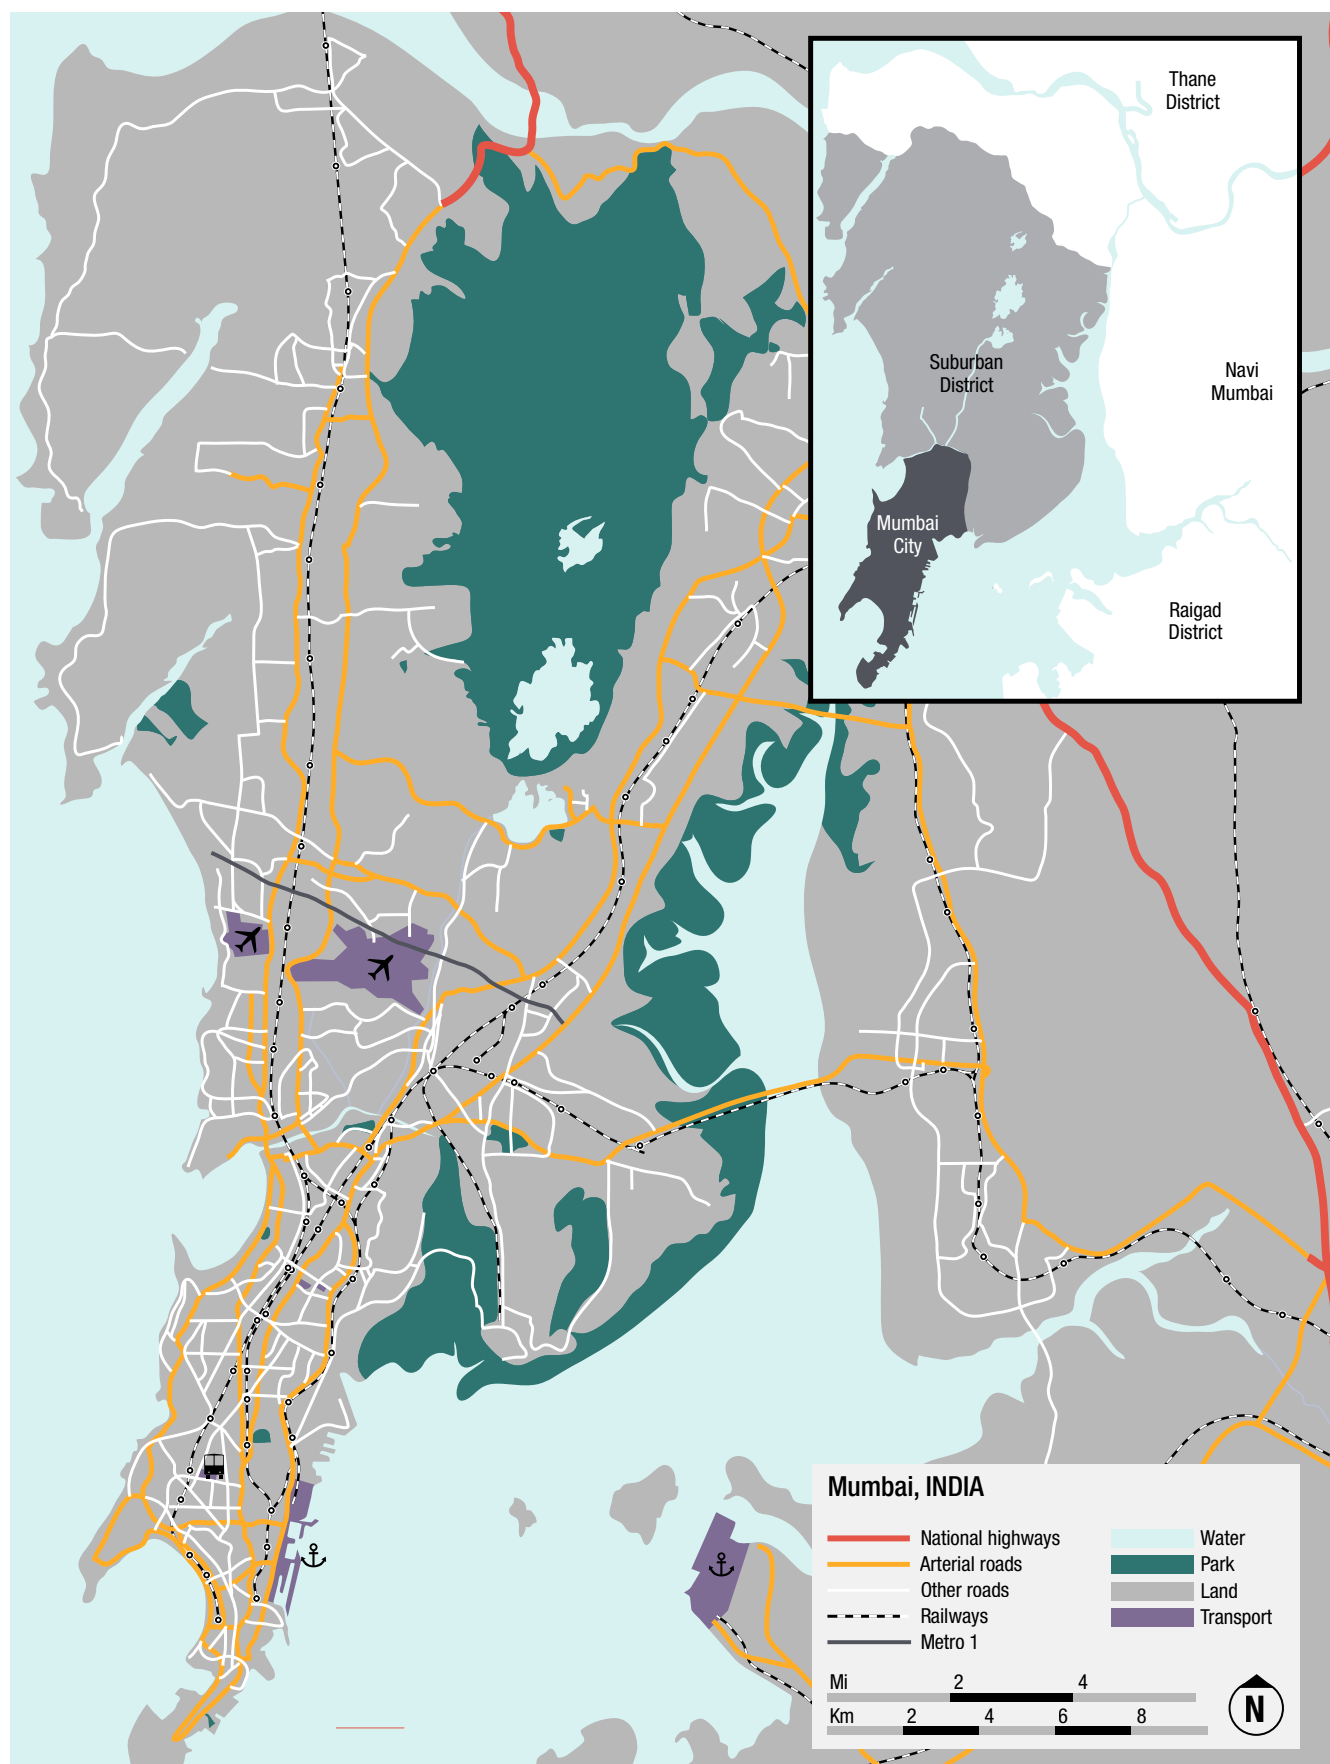 Thane
District
Suburban
District
Navi
Mumbai
Mumbai
City
Raigad
District
Mumbai, INDIA
National highways
Arterial roads
Other roads
Railways
Metro 1
Water
Park
Land
Transport
Mi 2 4
Km 2 4 6 8
N